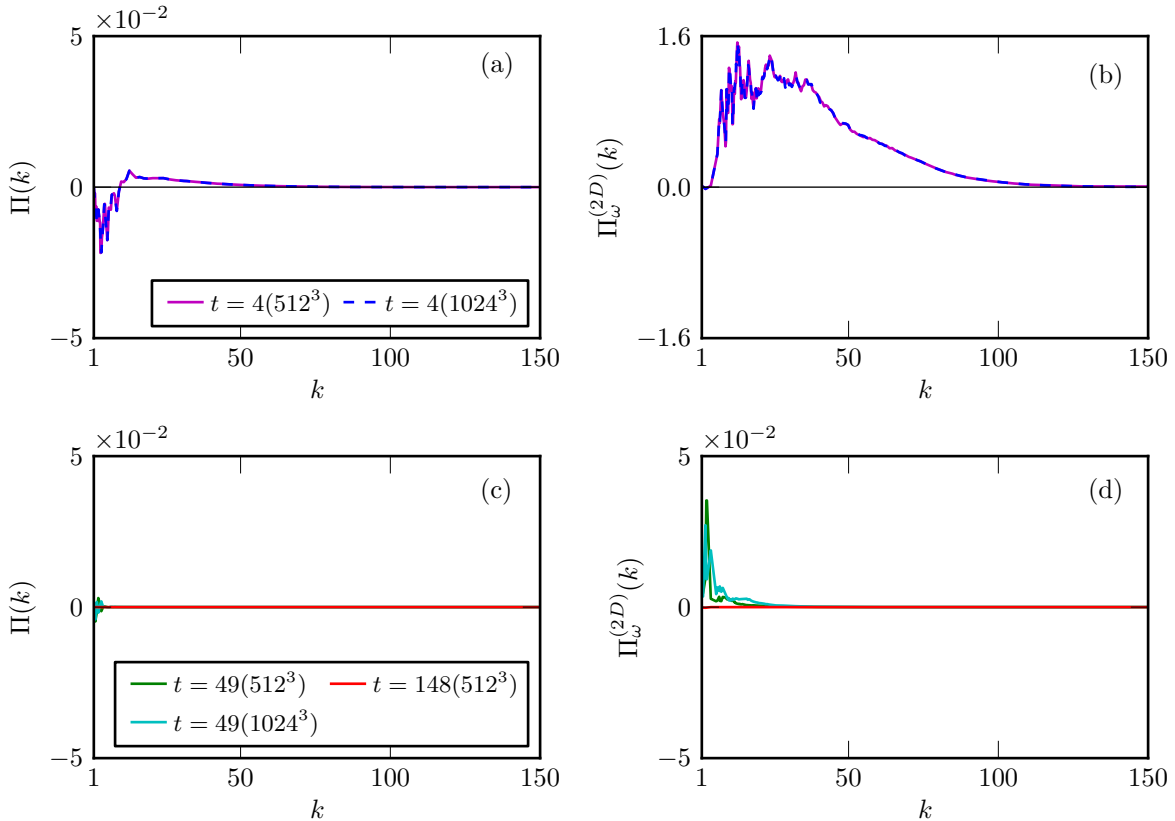 ×10⁻²
5
0
−5
Π(k)
(a)
t = 4(512³)
t = 4(1024³)
1
50
100
150
k
1.6
0.0
−1.6
Π_ω^(2D)(k)
(b)
1
50
100
150
k
×10⁻²
5
0
−5
Π(k)
(c)
t = 49(512³)
t = 148(512³)
t = 49(1024³)
1
50
100
150
k
×10⁻²
5
0
−5
Π_ω^(2D)(k)
(d)
1
50
100
150
k